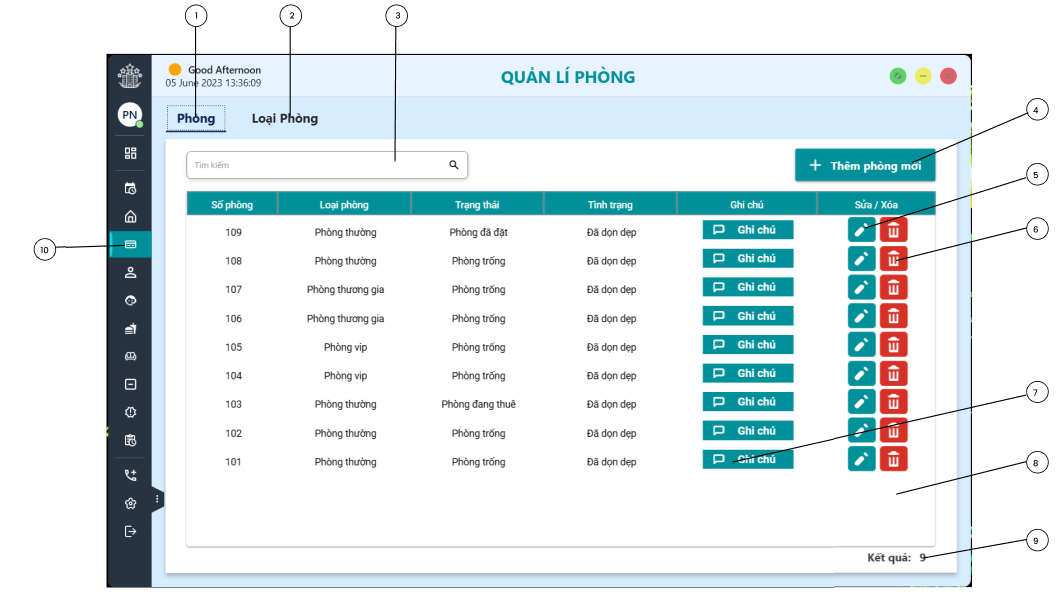 1 2 3
Good Afternoon
05 June 2023 13:36:09
QUẢN LÍ PHÒNG
PN
Phòng Loại Phòng
4
Tìm kiếm
+ Thêm phòng mới
5
Số phòng Loại phòng Trạng thái Tình trạng Ghi chú Sửa / Xóa
109 Phòng thường Phòng đã đặt Đã dọn dẹp Ghi chú
6
10
108 Phòng thường Phòng trống Đã dọn dẹp Ghi chú
107 Phòng thương gia Phòng trống Đã dọn dẹp Ghi chú
106 Phòng thương gia Phòng trống Đã dọn dẹp Ghi chú
105 Phòng vip Phòng trống Đã dọn dẹp Ghi chú
104 Phòng vip Phòng trống Đã dọn dẹp Ghi chú
7
103 Phòng thường Phòng đang thuê Đã dọn dẹp Ghi chú
102 Phòng thường Phòng trống Đã dọn dẹp Ghi chú
101 Phòng thường Phòng trống Đã dọn dẹp Ghi chú
8
9
Kết quả: 9